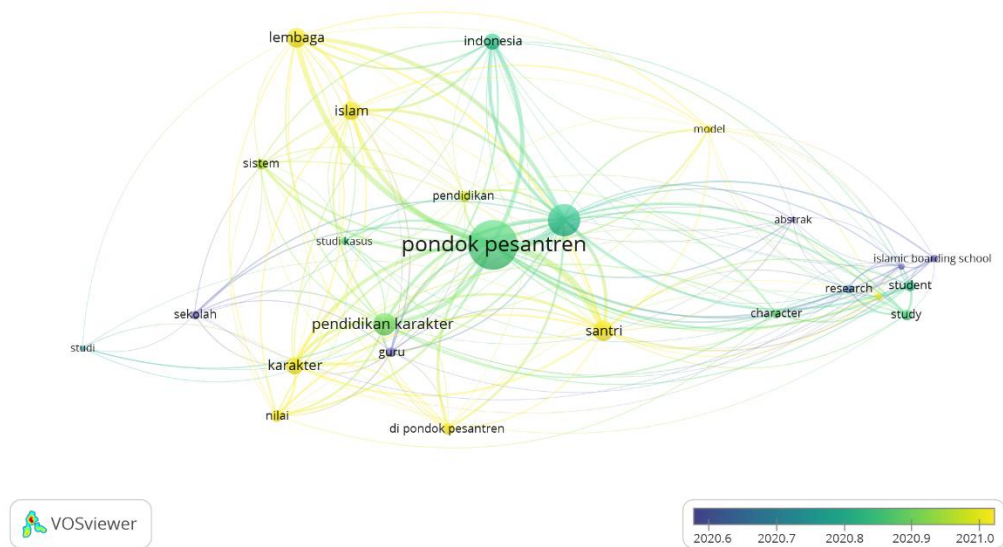 lembaga
indonesia
islam
model
sistem
pendidikan
abstrak
studi kasus
pondok pesantren
islamic boarding school
research
student
sekolah
pendidikan karakter
santri
character
study
studi
guru
karakter
nilai
di pondok pesantren
VOSviewer
2020.6 2020.7 2020.8 2020.9 2021.0